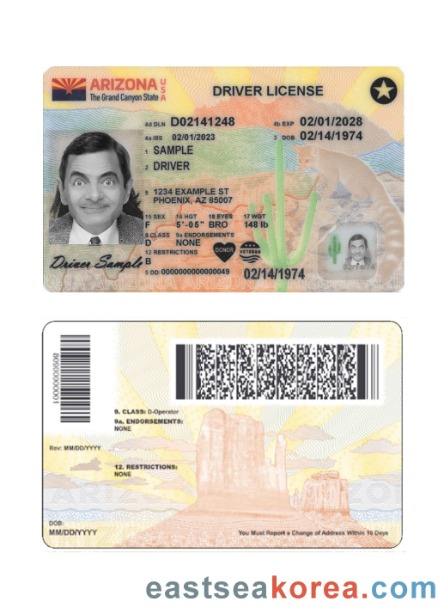 ARIZONA USA
The Grand Canyon State
DRIVER LICENSE
4d DLN D02141248 4b EXP 02/01/2028
4a ISS 02/01/2023 3 DOB 02/14/1974
1 SAMPLE
2 DRIVER
8 1234 EXAMPLE ST
PHOENIX, AZ 85007
15 SEX 16 HGT 18 EYES 17 WGT
F 5'-05" BRO 148 lb
9 CLASS 9a ENDORSEMENTS
D NONE
12 RESTRICTIONS
B
DONOR
VETERAN
Driver Sample
5 DD 0000000000000049 02/14/1974
02/14/1974
9. CLASS: D-Operator
9a. ENDORSEMENTS:
NONE
Rev: MM/DD/YYYY
12. RESTRICTIONS:
NONE
ARIZONA
DOB:
MM/DD/YYYY
You Must Report a Change of Address Within 10 Days
eastseakorea.com